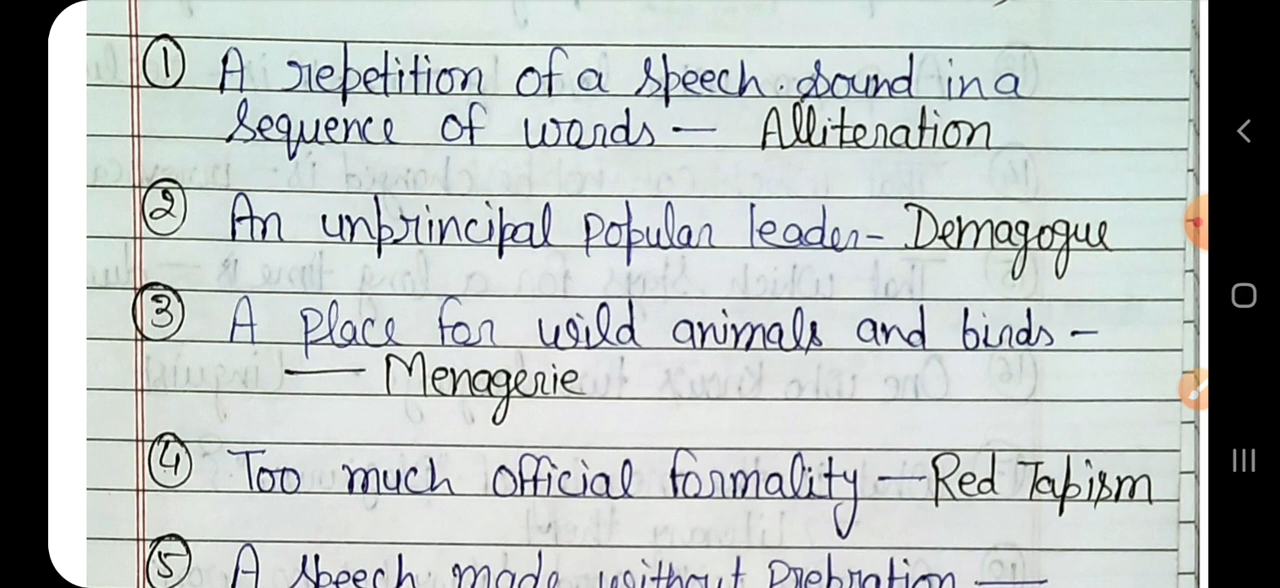 ① A repetition of a speech sound in a
sequence of words — Alliteration
② An unprincipal popular leader - Demagogue
③ A place for wild animals and birds -
— Menagerie
④ Too much official formality — Red Tapism
⑤ A speech made without Prepration —